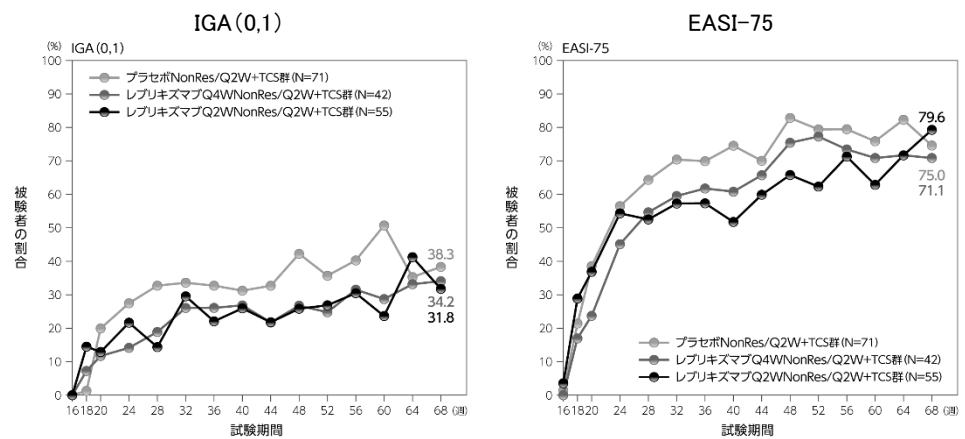 IGA(0,1)
(%) IGA(0,1)
100
90
80
70
60
50
40
30
20
10
0
被験者の割合
プラセボNonRes/Q2W+TCS群(N=71)
レブリキズマブQ4WNonRes/Q2W+TCS群(N=42)
レブリキズマブQ2WNonRes/Q2W+TCS群(N=55)
38.3
34.2
31.8
16 18 20 24 28 32 36 40 44 48 52 56 60 64 68 (週)
試験期間
EASI-75
(%) EASI-75
100
90
80
70
60
50
40
30
20
10
0
被験者の割合
79.6
75.0
71.1
プラセボNonRes/Q2W+TCS群(N=71)
レブリキズマブQ4WNonRes/Q2W+TCS群(N=42)
レブリキズマブQ2WNonRes/Q2W+TCS群(N=55)
16 18 20 24 28 32 36 40 44 48 52 56 60 64 68 (週)
試験期間